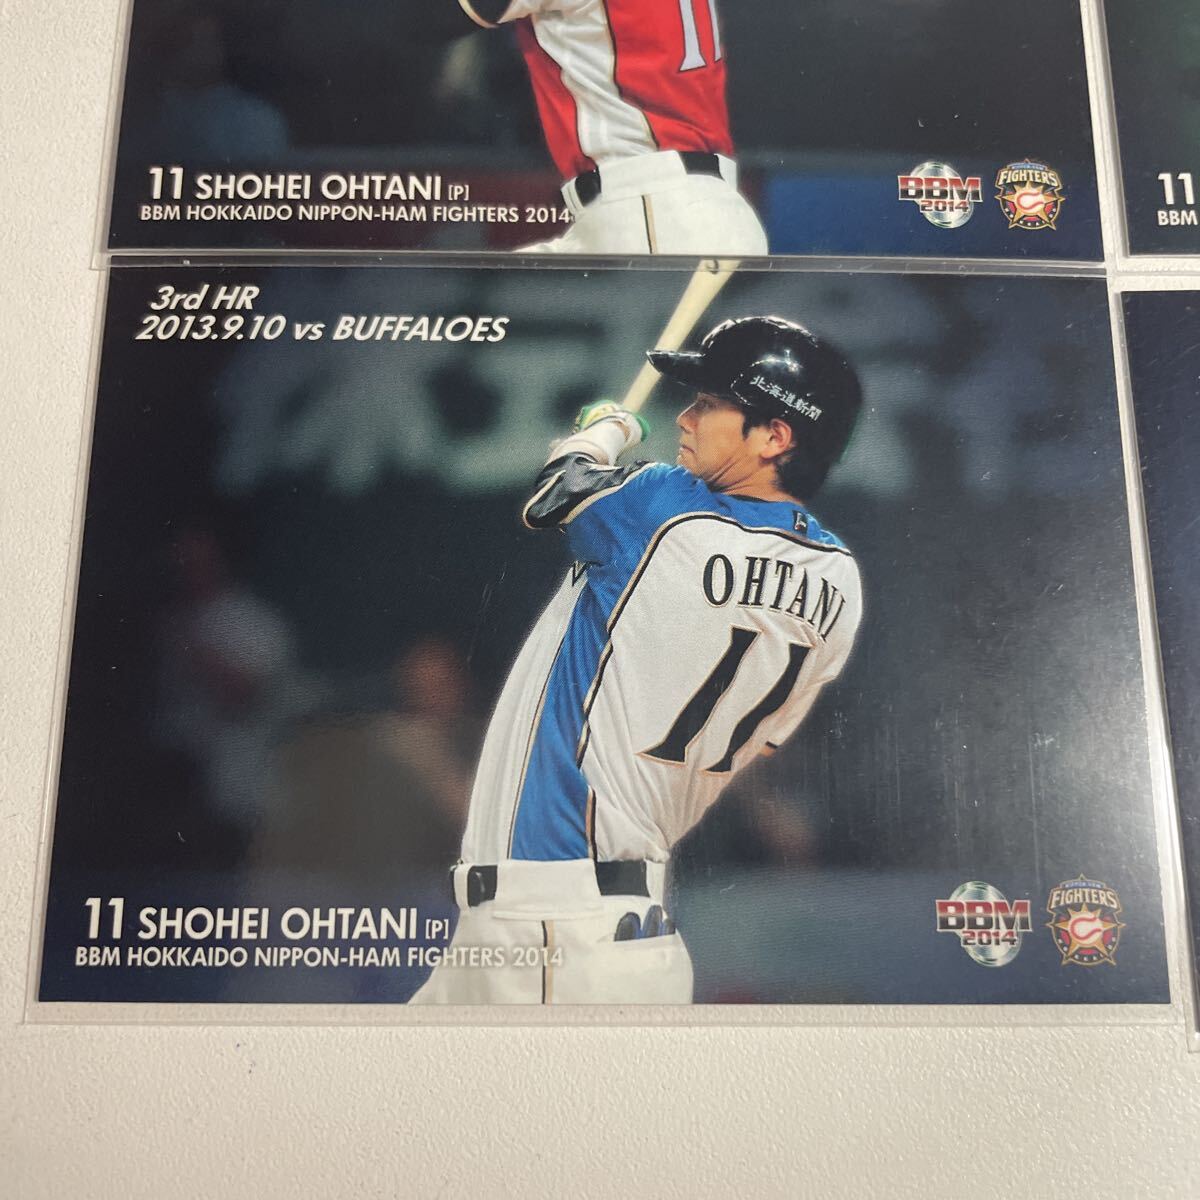 11
11 SHOHEI OHTANI [P]
BBM HOKKAIDO NIPPON-HAM FIGHTERS 2014
BBM
2014
FIGHTERS
11
BBM
3rd HR
2013.9.10 vs BUFFALOES
北海道新聞
OHTANI
11
11 SHOHEI OHTANI [P]
BBM HOKKAIDO NIPPON-HAM FIGHTERS 2014
BBM
2014
FIGHTERS